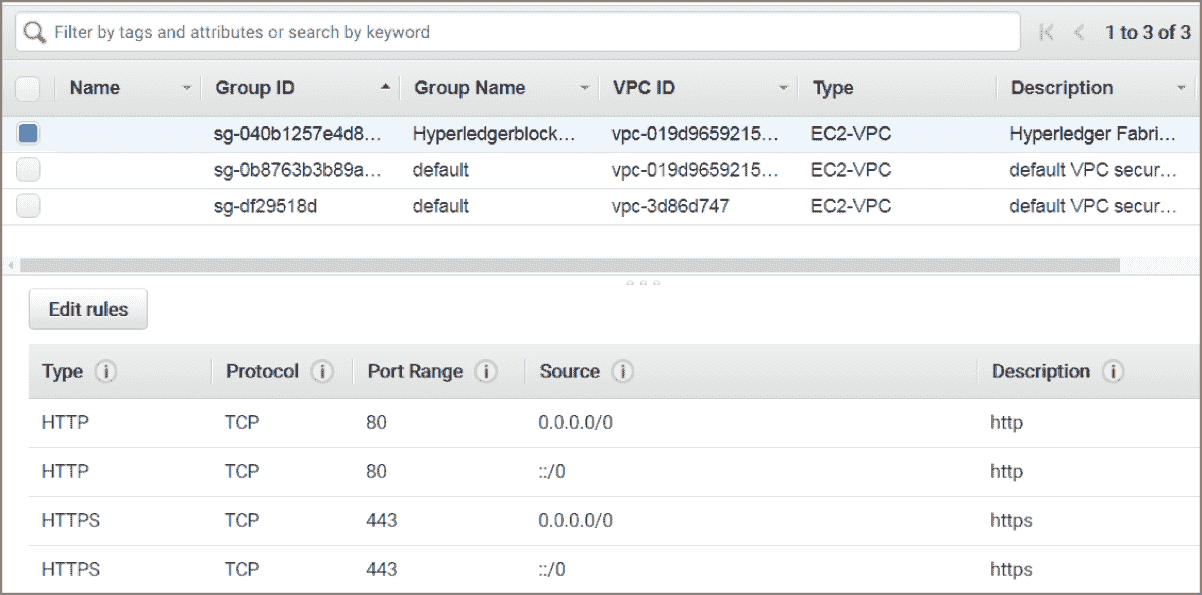 Filter by tags and attributes or search by keyword 1 to 3 of 3
Name Group ID Group Name VPC ID Type Description
sg-040b1257e4d8... Hyperledgerblock... vpc-019d9659215... EC2-VPC Hyperledger Fabri...
sg-0b8763b3b89a... default vpc-019d9659215... EC2-VPC default VPC secur...
sg-df29518d default vpc-3d86d747 EC2-VPC default VPC secur...
Edit rules
Type i Protocol i Port Range i Source i Description i
HTTP TCP 80 0.0.0.0/0 http
HTTP TCP 80 ::/0 http
HTTPS TCP 443 0.0.0.0/0 https
HTTPS TCP 443 ::/0 https